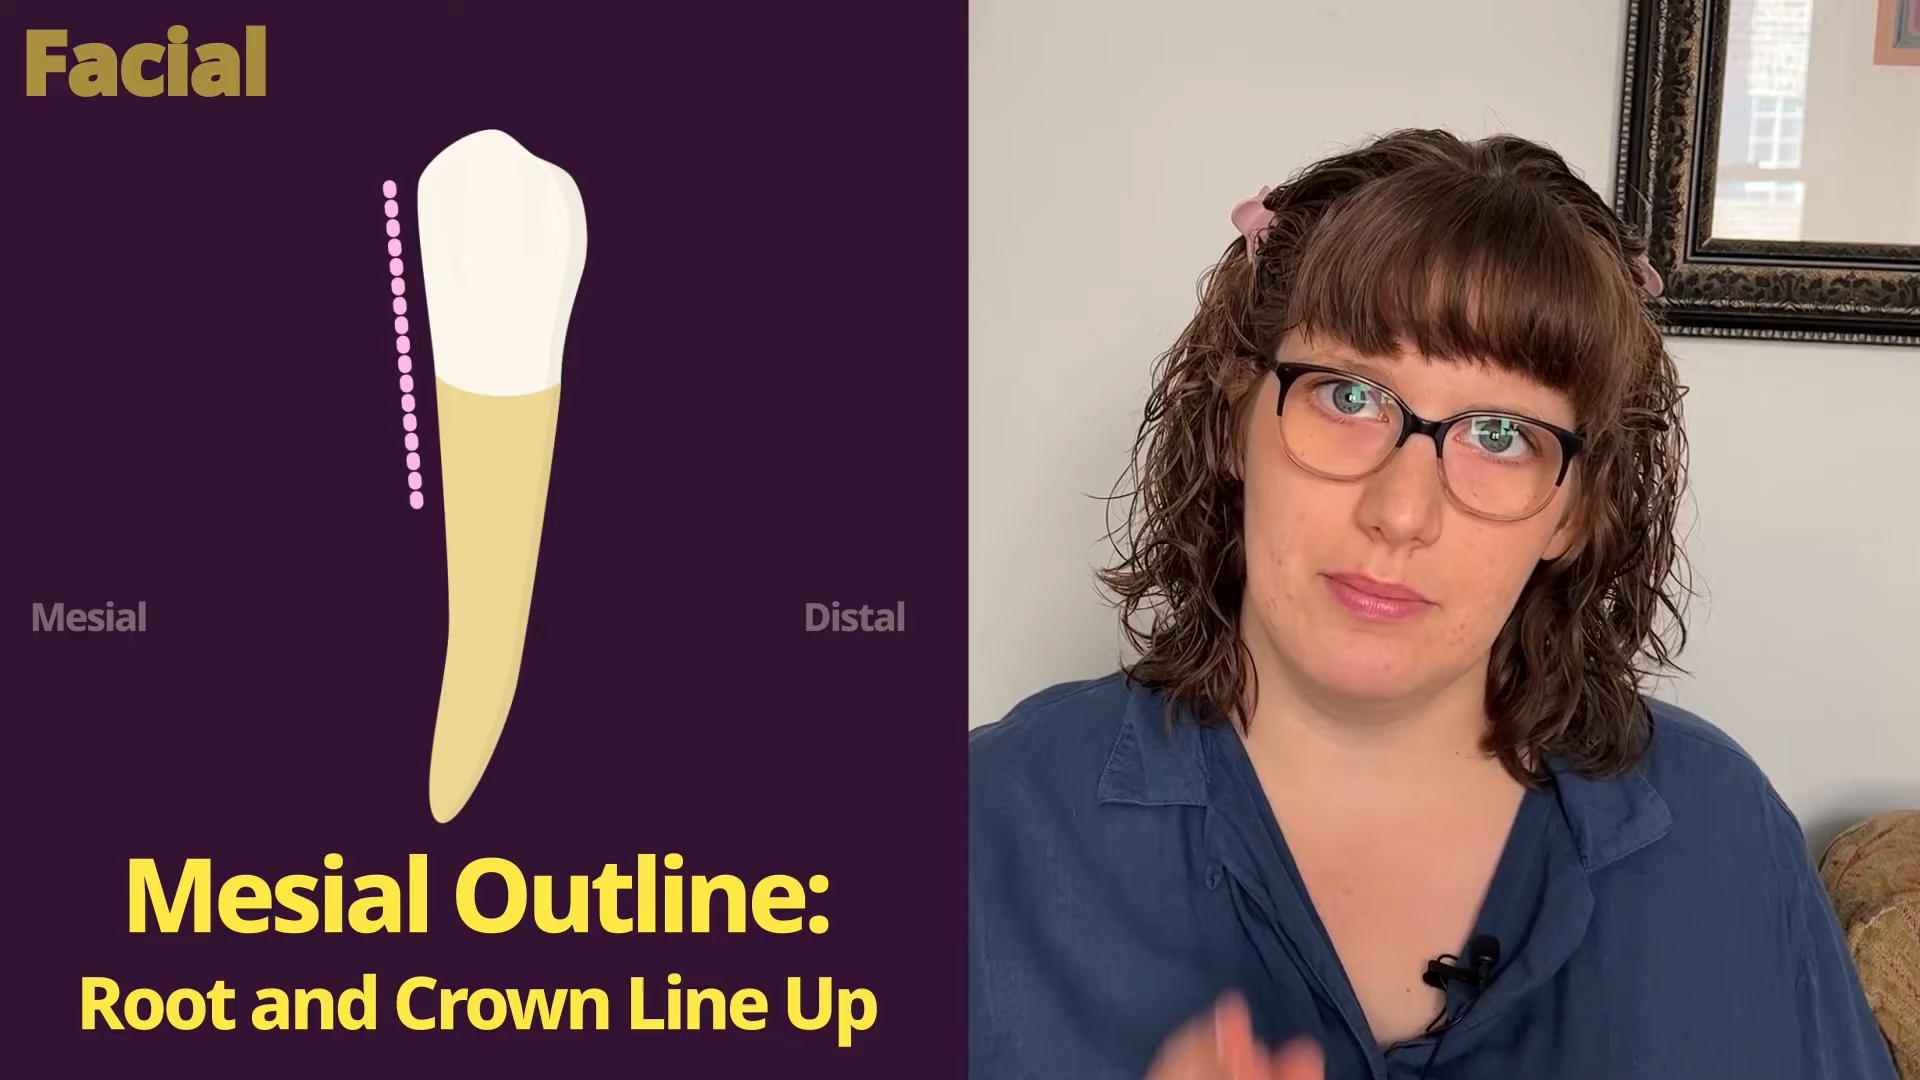 Facial
Mesial
Distal
Mesial Outline:
Root and Crown Line Up